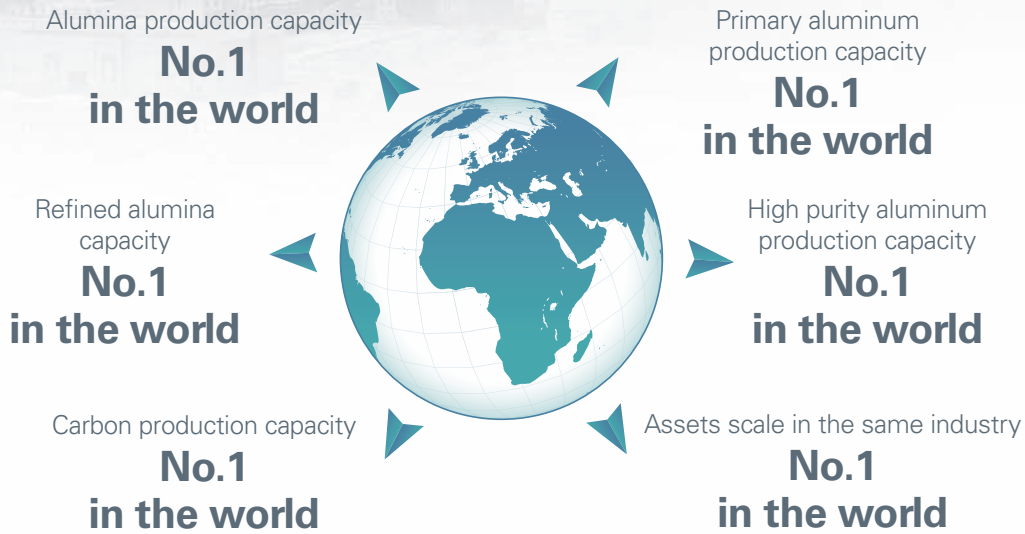 Alumina production capacity
No.1
in the world
Primary aluminum
production capacity
No.1
in the world
Refined alumina
capacity
No.1
in the world
High purity aluminum
production capacity
No.1
in the world
Carbon production capacity
No.1
in the world
Assets scale in the same industry
No.1
in the world